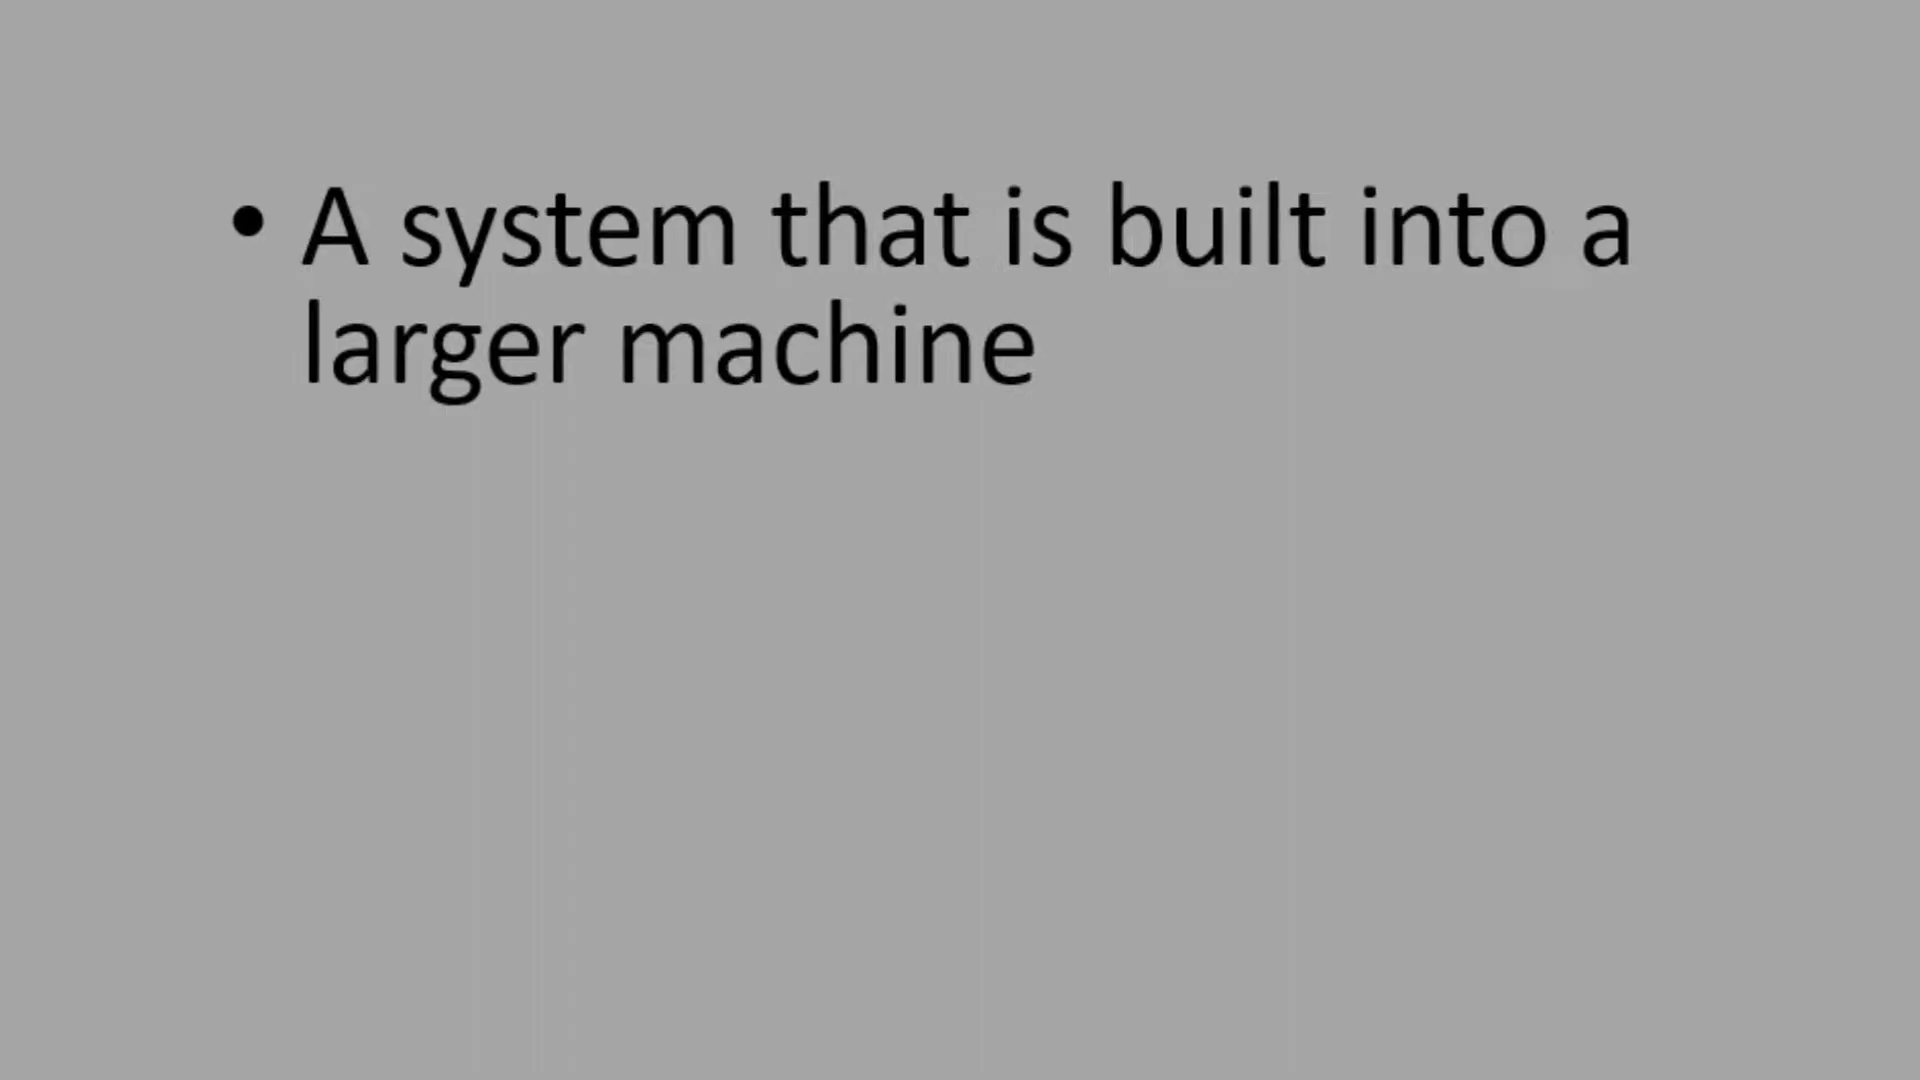 • A system that is built into a
larger machine